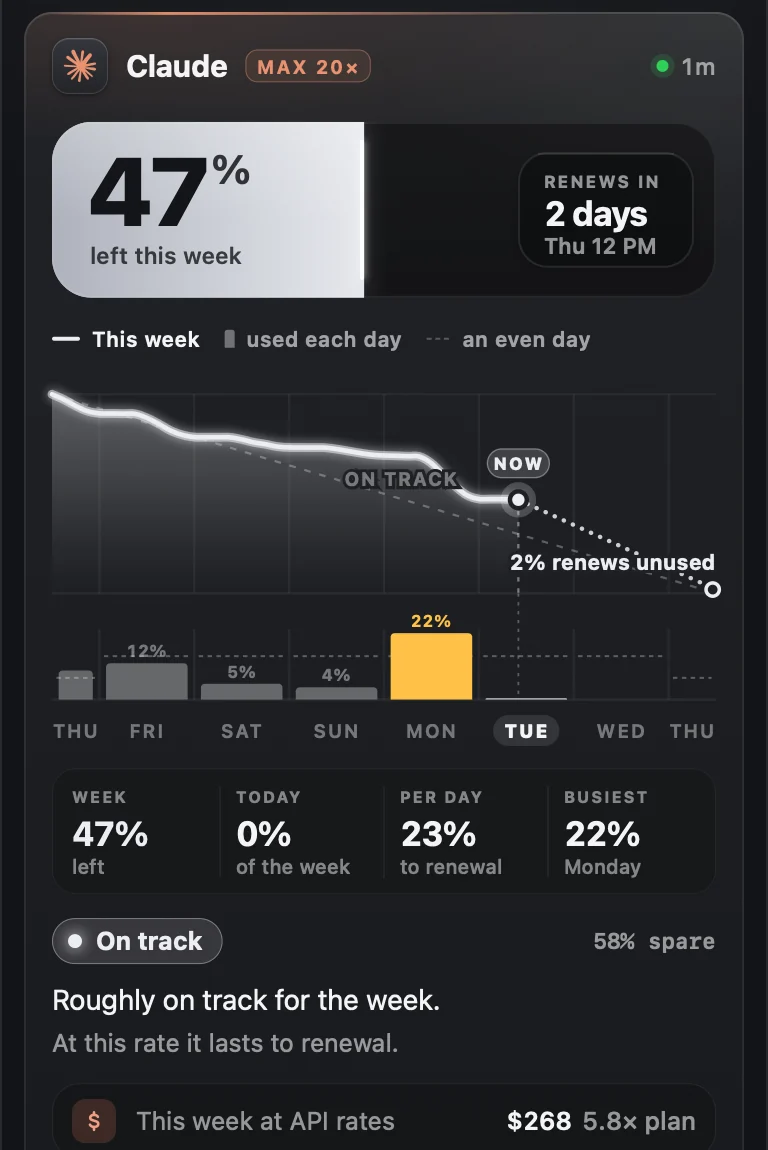 Claude MAX 20× 1m
47%
left this week
RENEWS IN
2 days
Thu 12 PM
This week used each day an even day
ON TRACK
NOW
2% renews unused
12% 5% 4% 22%
THU FRI SAT SUN MON TUE WED THU
WEEK TODAY PER DAY BUSIEST
47% 0% 23% 22%
left of the week to renewal Monday
On track 58% spare
Roughly on track for the week.
At this rate it lasts to renewal.
$ This week at API rates $268 5.8× plan